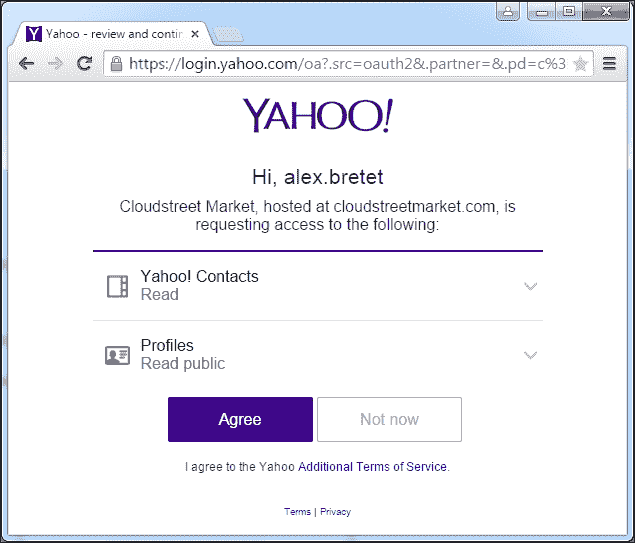 Yahoo - review and contin
https://login.yahoo.com/oa?.src=oauth2&.partner=&.pd=c%3
YAHOO!
Hi, alex.bretet
Cloudstreet Market, hosted at cloudstreetmarket.com, is
requesting access to the following:
Yahoo! Contacts
Read
Profiles
Read public
Agree
Not now
I agree to the Yahoo Additional Terms of Service.
Terms | Privacy